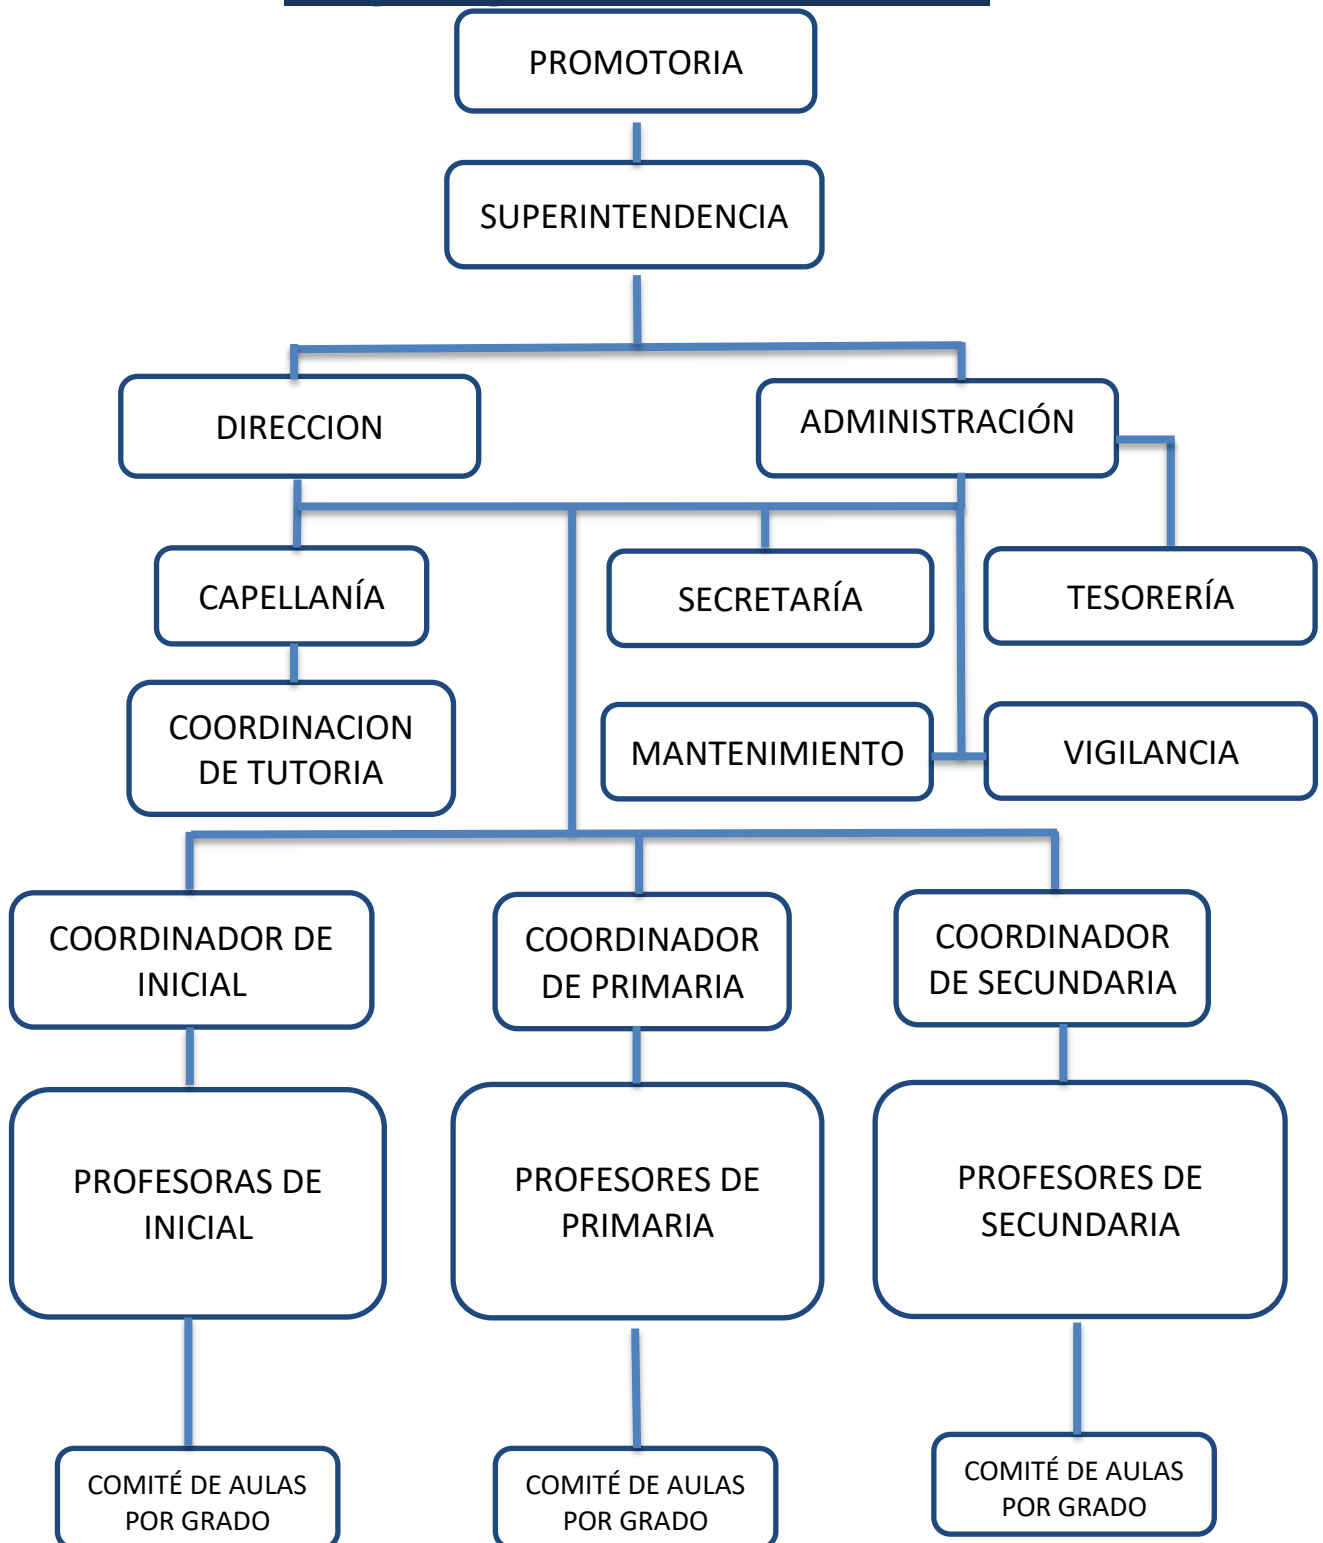 PROMOTORIA
SUPERINTENDENCIA
DIRECCION
ADMINISTRACIÓN
CAPELLANÍA
SECRETARÍA
TESORERÍA
COORDINACION
DE TUTORIA
MANTENIMIENTO
VIGILANCIA
COORDINADOR DE
INICIAL
COORDINADOR
DE PRIMARIA
COORDINADOR
DE SECUNDARIA
PROFESORAS DE
INICIAL
PROFESORES DE
PRIMARIA
PROFESORES DE
SECUNDARIA
COMITÉ DE AULAS
POR GRADO
COMITÉ DE AULAS
POR GRADO
COMITÉ DE AULAS
POR GRADO